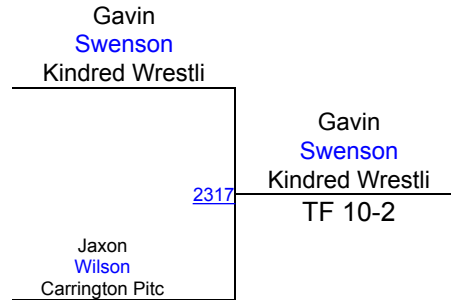 Gavin
Swenson
Kindred Wrestli
Gavin
Swenson
Kindred Wrestli
2317
TF 10-2
Jaxon
Wilson
Carrington Pitc